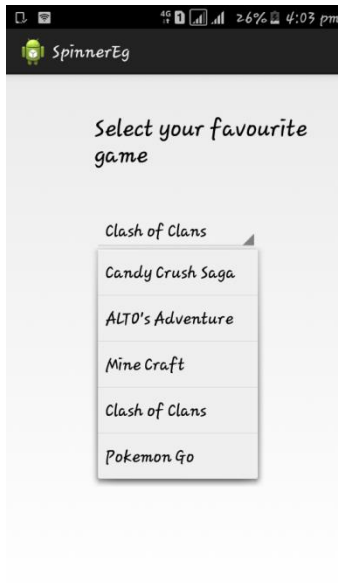 4G 1 26% 4:03 pm
SpinnerEg
Select your favourite
game
Clash of Clans
Candy Crush Saga
ALTO's Adventure
Mine Craft
Clash of Clans
Pokemon Go